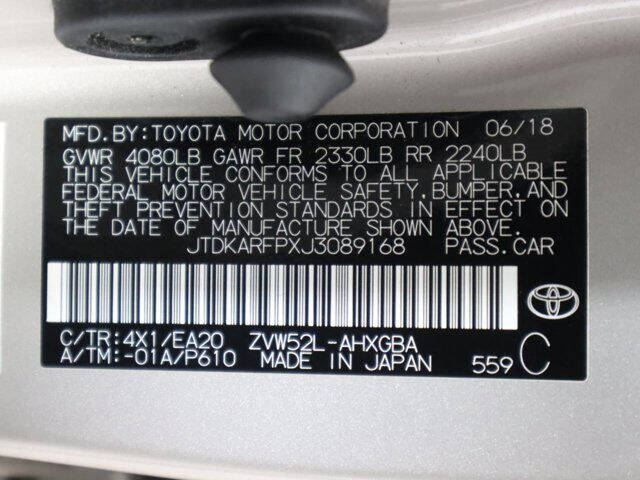 MFD.BY:TOYOTA MOTOR CORPORATION 06/18
GVWR 4080LB GAWR FR 2330LB RR 2240LB
THIS VEHICLE CONFORMS TO ALL APPLICABLE
FEDERAL MOTOR VEHICLE SAFETY,BUMPER,AND
THEFT PREVENTION STANDARDS IN EFFECT ON
THE DATE OF MANUFACTURE SHOWN ABOVE.
JTDKARFPXJ3089168 PASS.CAR
C/TR:4X1/EA20 ZVW52L-AHXGBA
A/TM:-01A/P610 MADE IN JAPAN 559 C